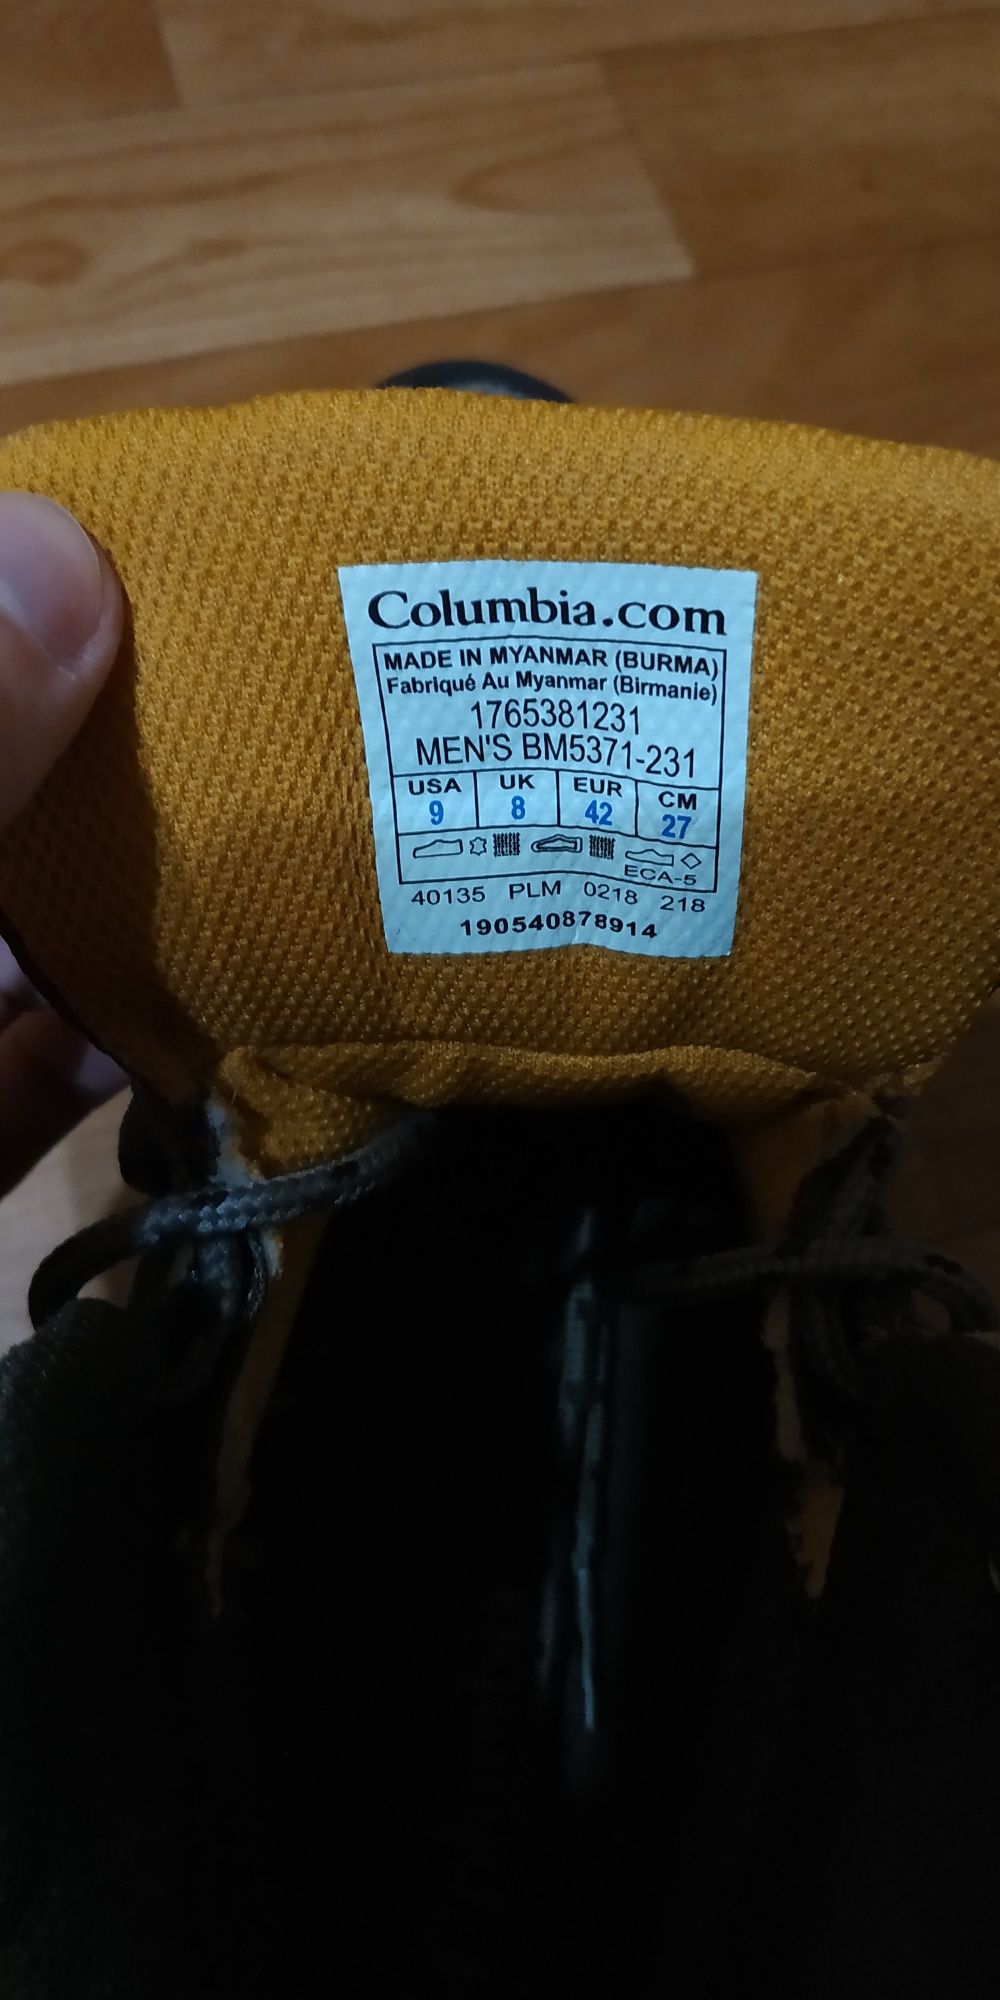 Columbia.com
MADE IN MYANMAR (BURMA)
Fabriqué Au Myanmar (Birmanie)
1765381231
MEN'S BM5371-231
USA UK EUR CM
9 8 42 27
ECA-5
40135 PLM 0218 218
190540878914